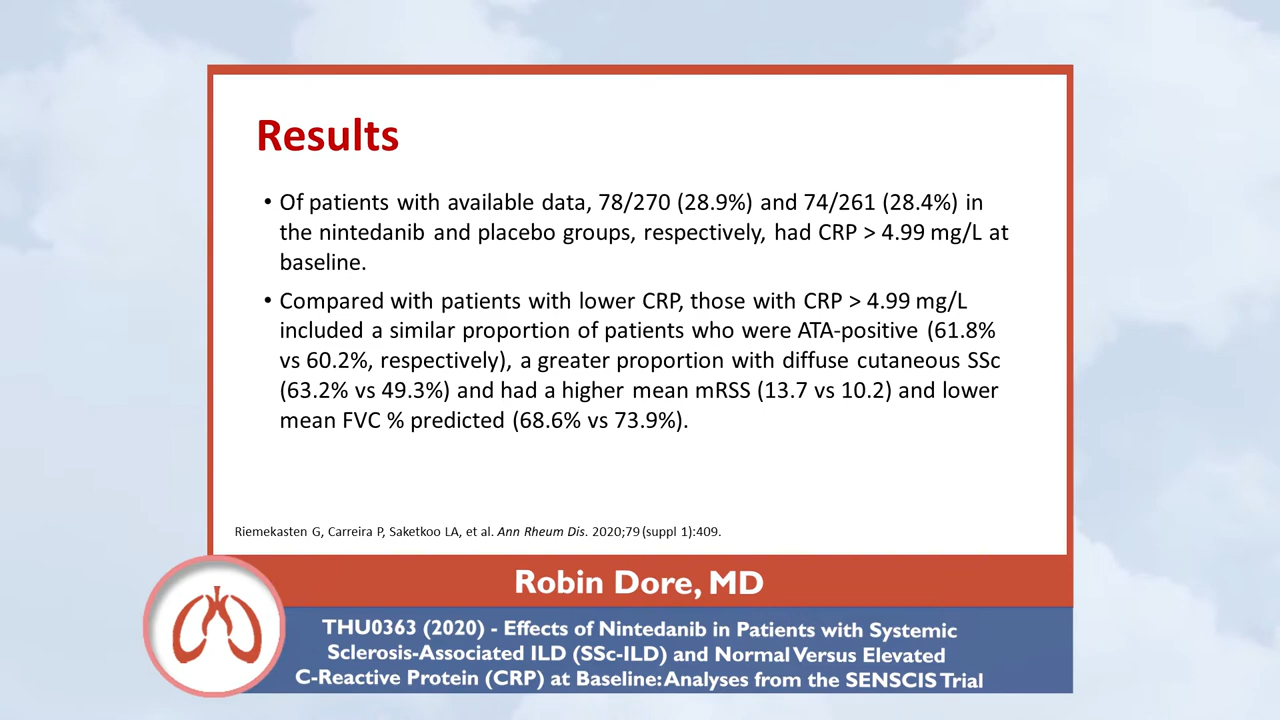 Results
• Of patients with available data, 78/270 (28.9%) and 74/261 (28.4%) in
the nintedanib and placebo groups, respectively, had CRP > 4.99 mg/L at
baseline.
• Compared with patients with lower CRP, those with CRP > 4.99 mg/L
included a similar proportion of patients who were ATA-positive (61.8%
vs 60.2%, respectively), a greater proportion with diffuse cutaneous SSc
(63.2% vs 49.3%) and had a higher mean mRSS (13.7 vs 10.2) and lower
mean FVC % predicted (68.6% vs 73.9%).
Riemekasten G, Carreira P, Saketkoo LA, et al. Ann Rheum Dis. 2020;79 (suppl 1):409.
Robin Dore, MD
THU0363 (2020) - Effects of Nintedanib in Patients with Systemic
Sclerosis-Associated ILD (SSc-ILD) and Normal Versus Elevated
C-Reactive Protein (CRP) at Baseline: Analyses from the SENSCIS Trial